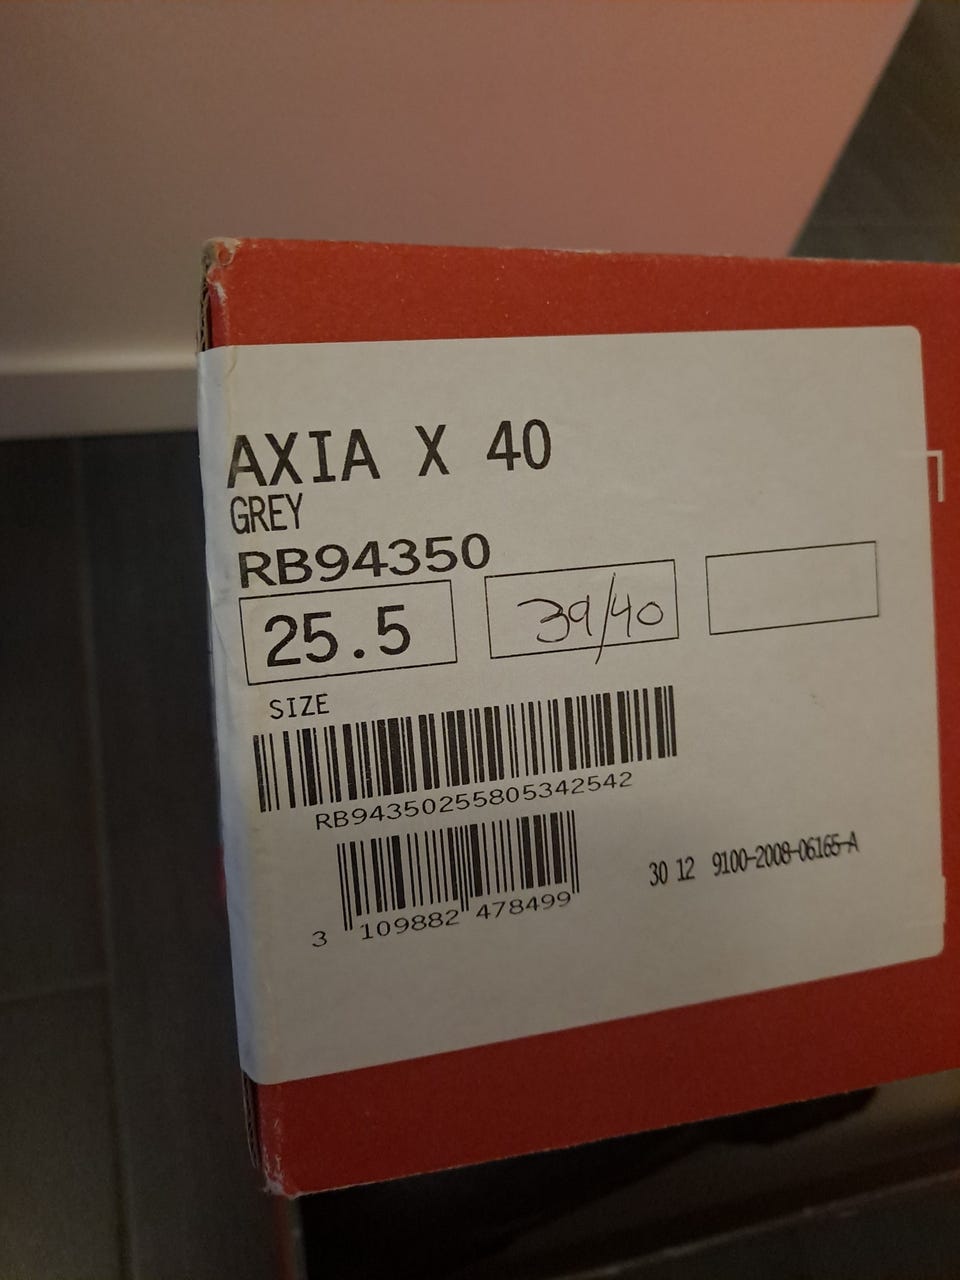 AXIA X 40
GREY
RB94350
25.5
39/40
SIZE
RB94350255805342542
3 109882 478499
30 12 9100-2008-06165-A